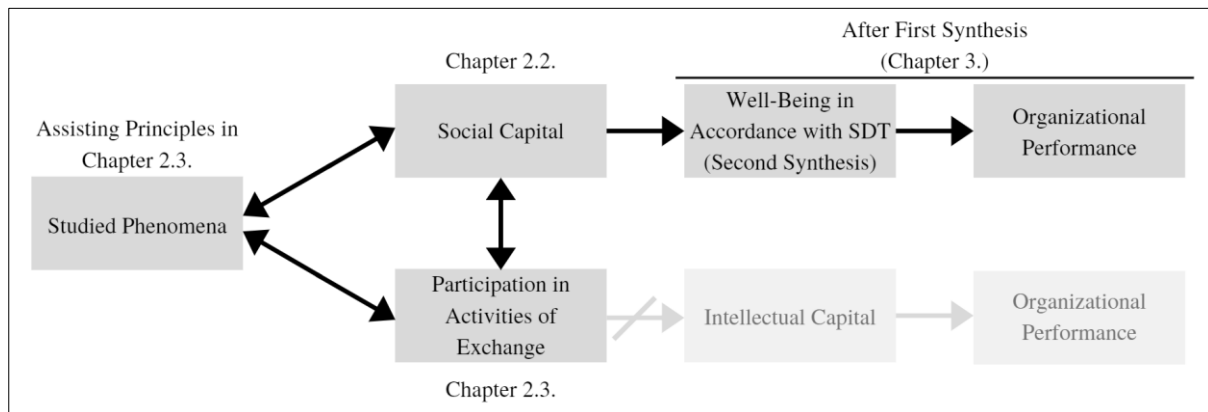 After First Synthesis
(Chapter 3.)
Chapter 2.2.
Assisting Principles in
Chapter 2.3.
Social Capital
Well-Being in
Accordance with SDT
(Second Synthesis)
Organizational
Performance
Studied Phenomena
Participation in
Activities of
Exchange
Intellectual Capital
Organizational
Performance
Chapter 2.3.